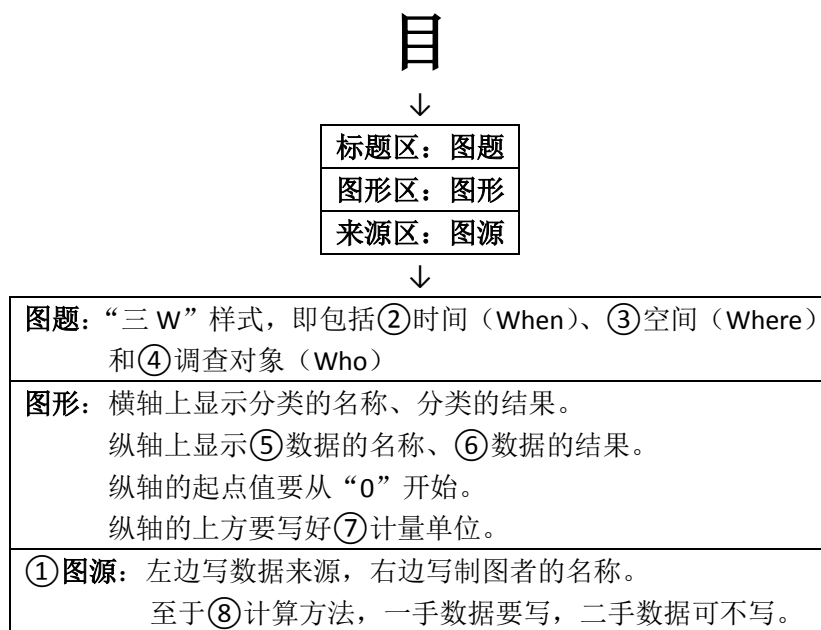 目
↓
标题区：图题
图形区：图形
来源区：图源
↓
图题：“三 W”样式，即包括②时间（When）、③空间（Where）
和④调查对象（Who）
图形：横轴上显示分类的名称、分类的结果。
纵轴上显示⑤数据的名称、⑥数据的结果。
纵轴的起点值要从“0”开始。
纵轴的上方要写好⑦计量单位。
①图源：左边写数据来源，右边写制图者的名称。
至于⑧计算方法，一手数据要写，二手数据可不写。